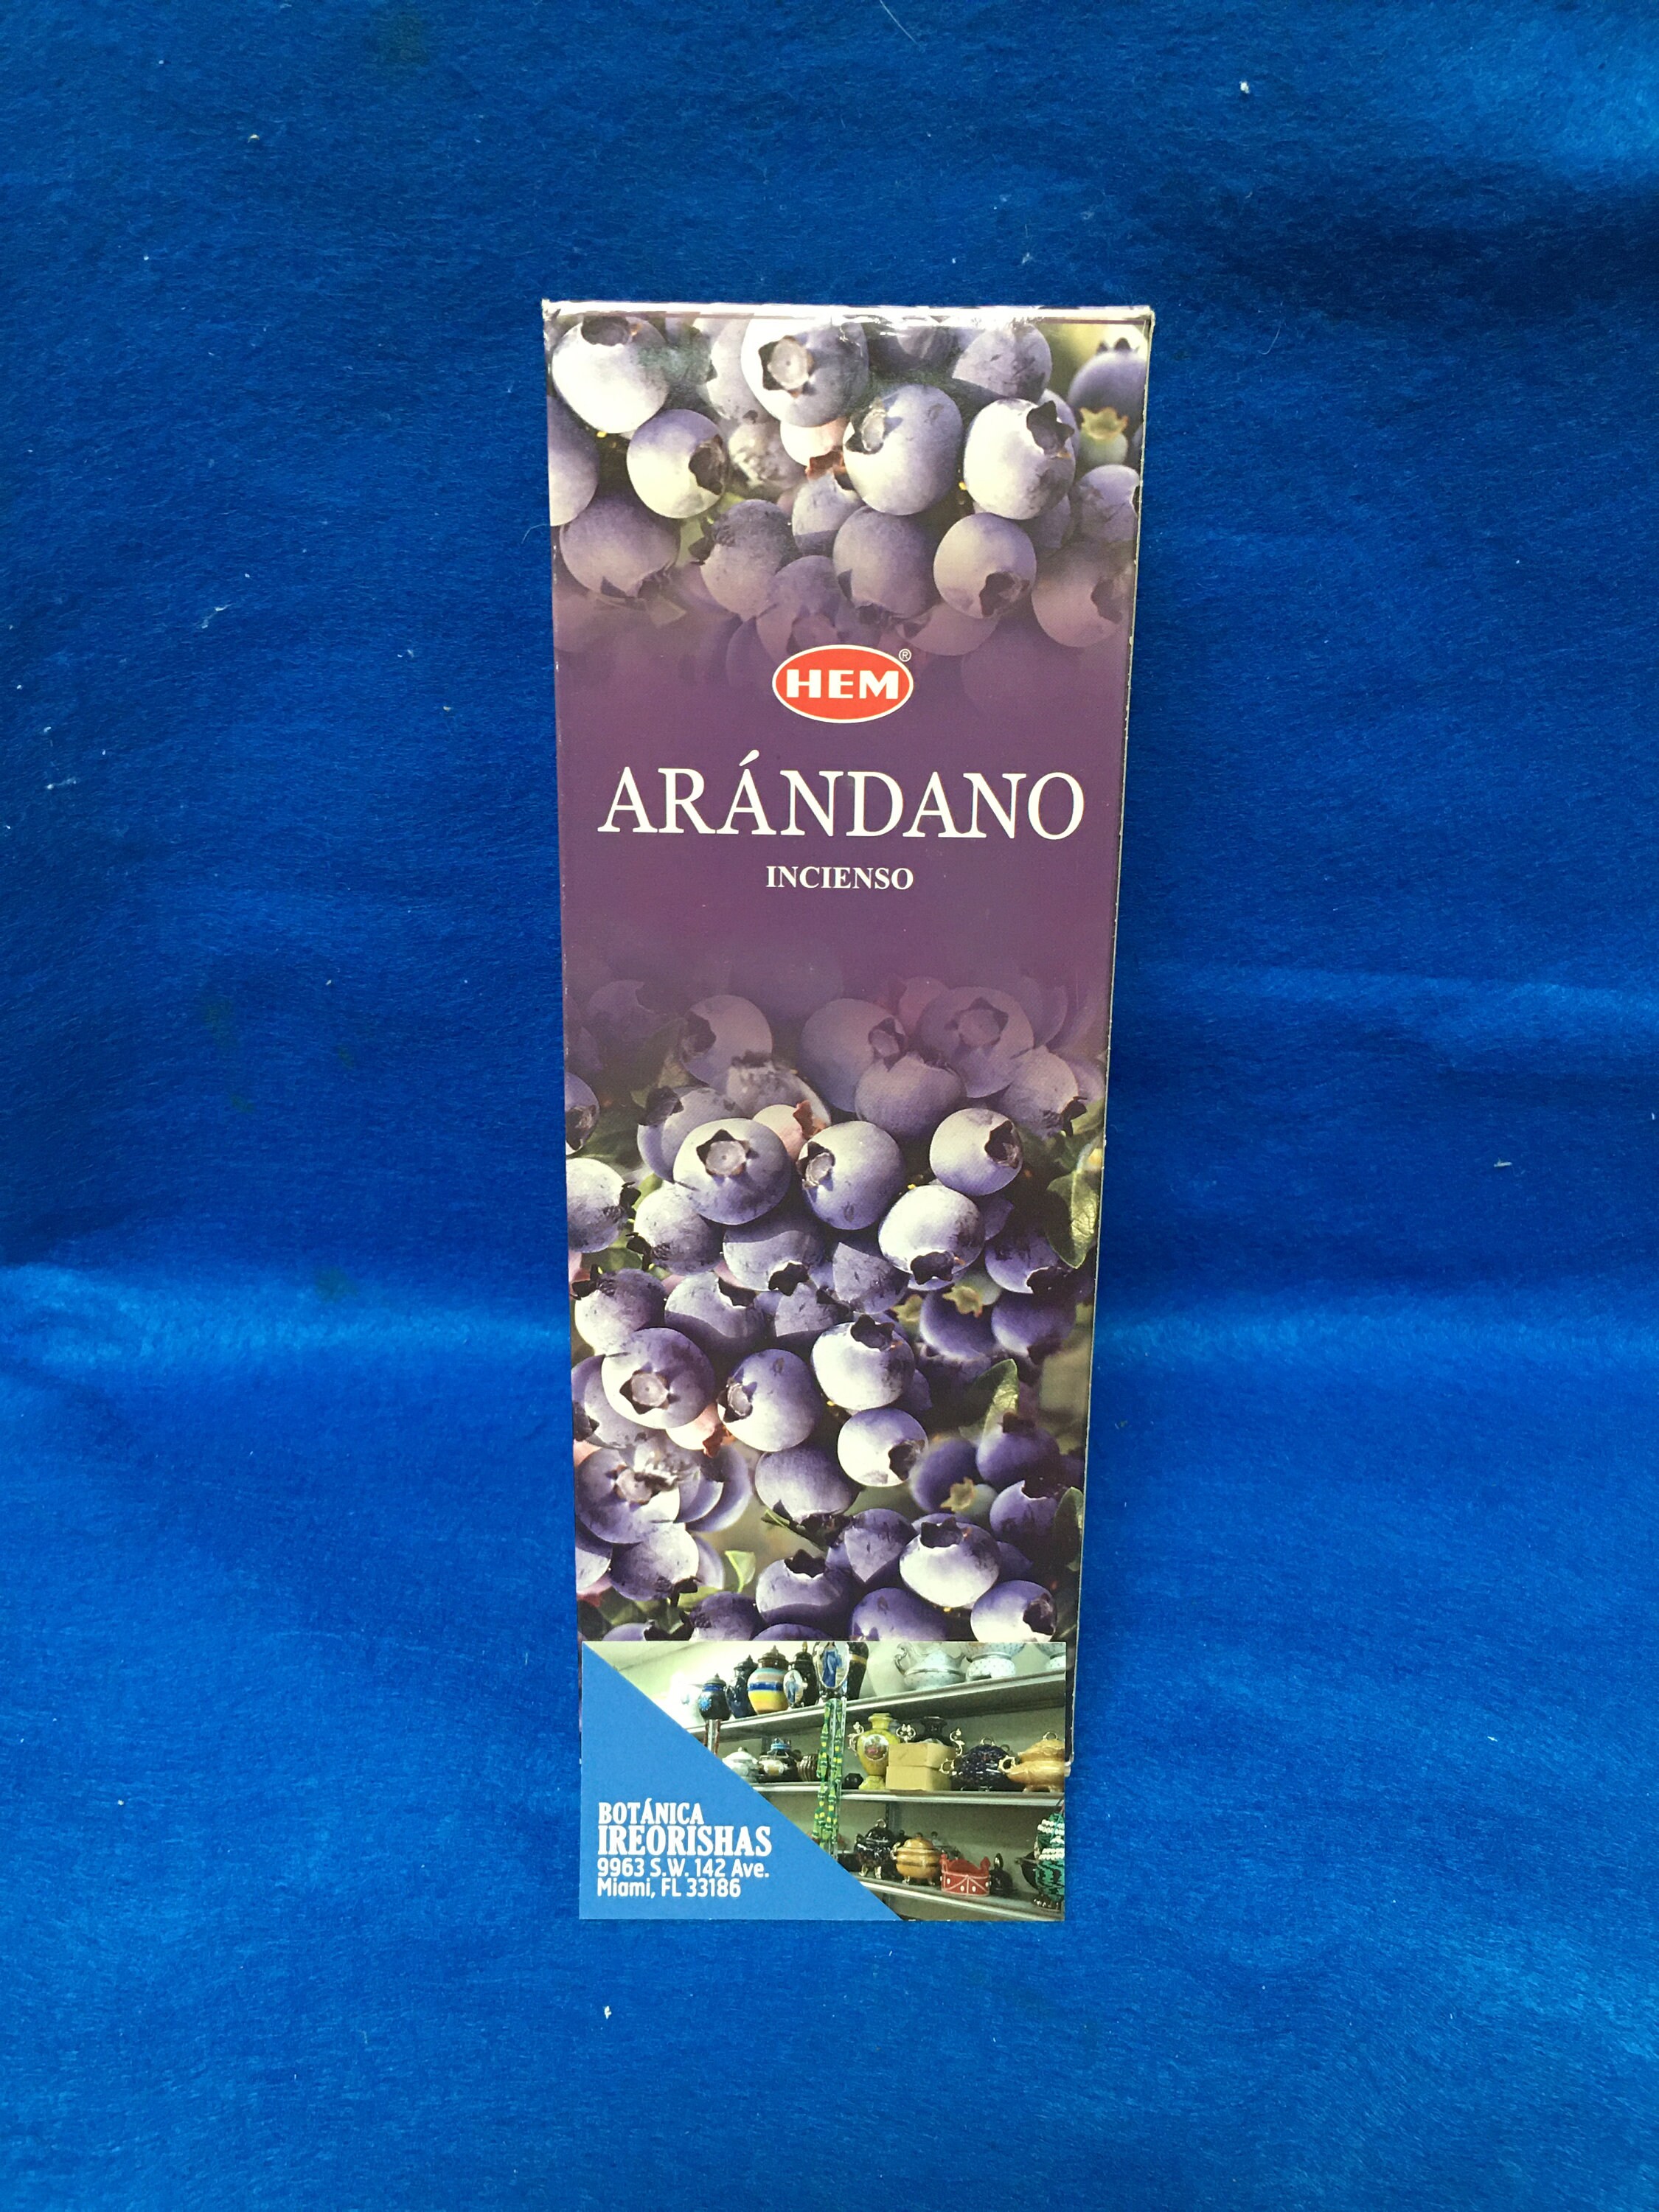 HEM®
ARÁNDANO
INCIENSO
BOTÁNICA
IREORISHAS
9963 S.W. 142 Ave.
Miami, FL 33186